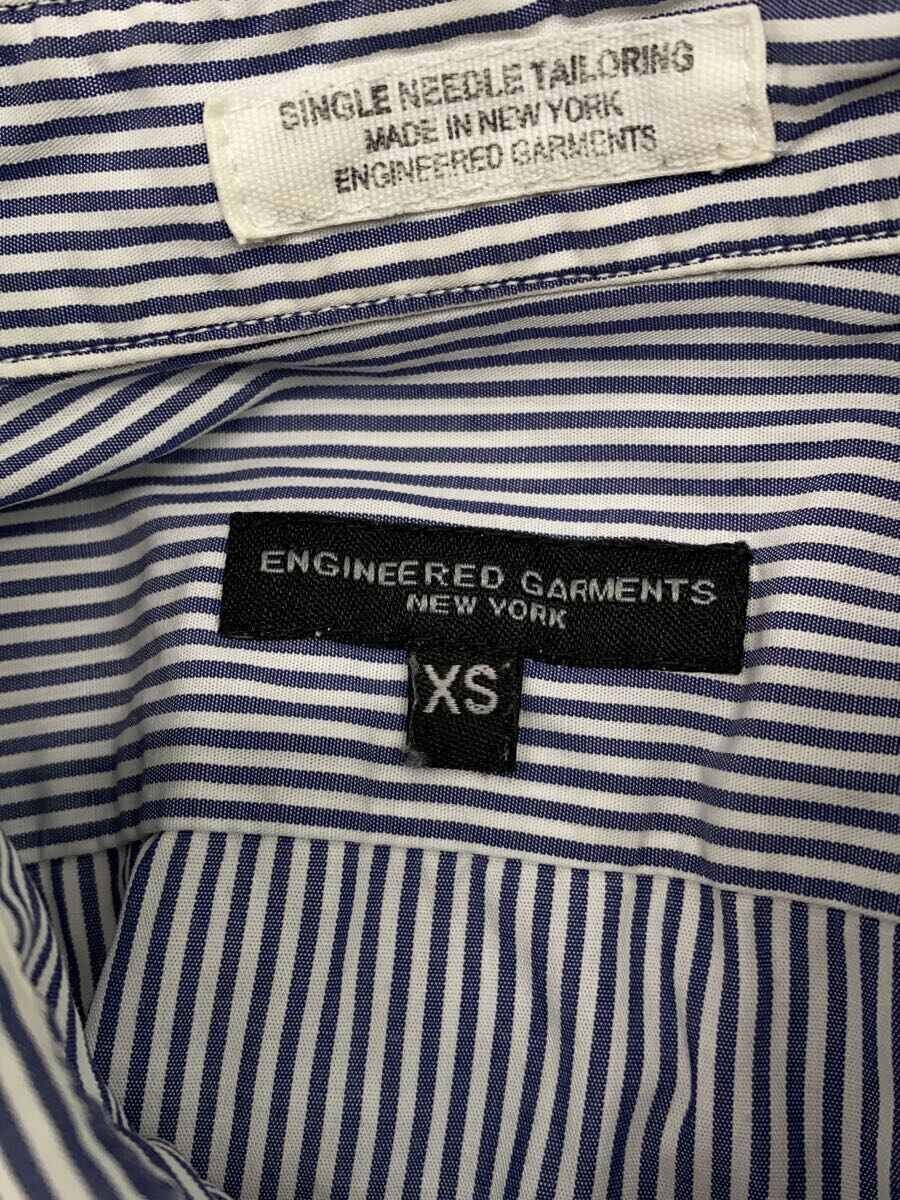 SINGLE NEEDLE TAILORING
MADE IN NEW YORK
ENGINEERED GARMENTS
ENGINEERED GARMENTS
NEW YORK
XS